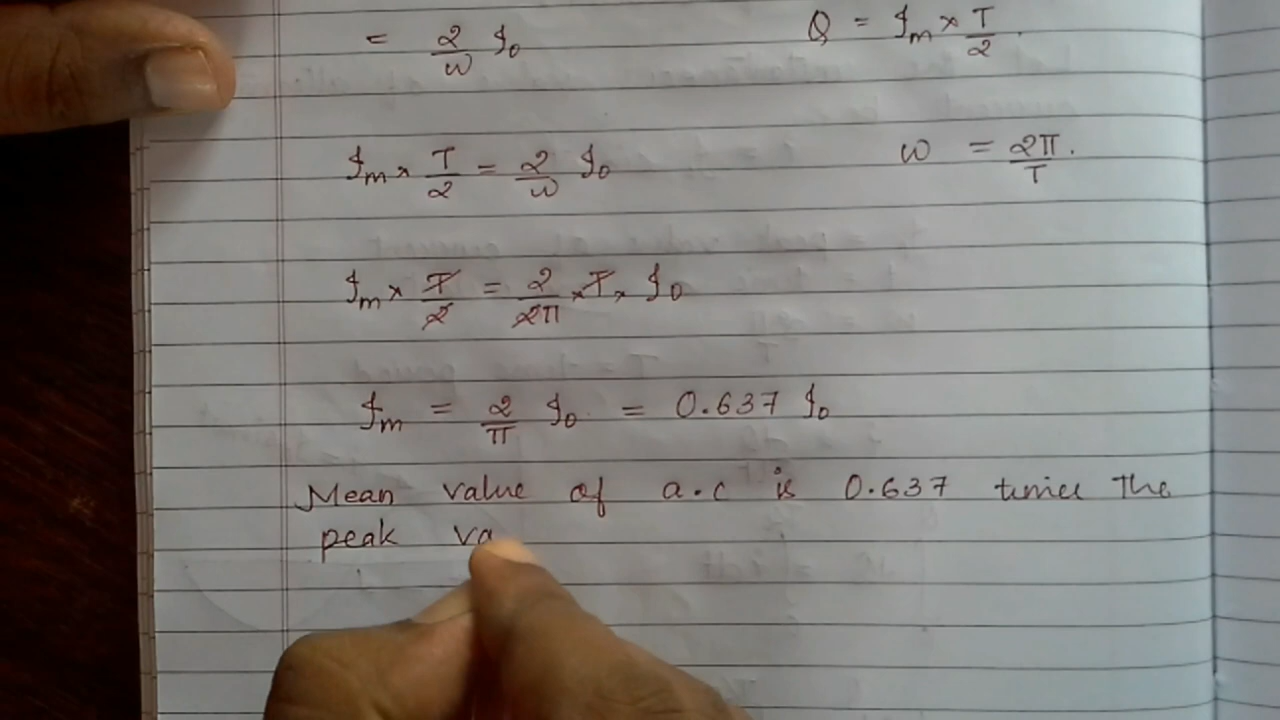 = 2/ω I₀    Q = Iₘ × T/2.
Iₘ × T/2 = 2/ω I₀    ω = 2π/T.
Iₘ × T/2 = 2/2π × T × I₀
Iₘ = 2/π I₀ = 0.637 I₀
Mean value of a.c is 0.637 times the
peak va